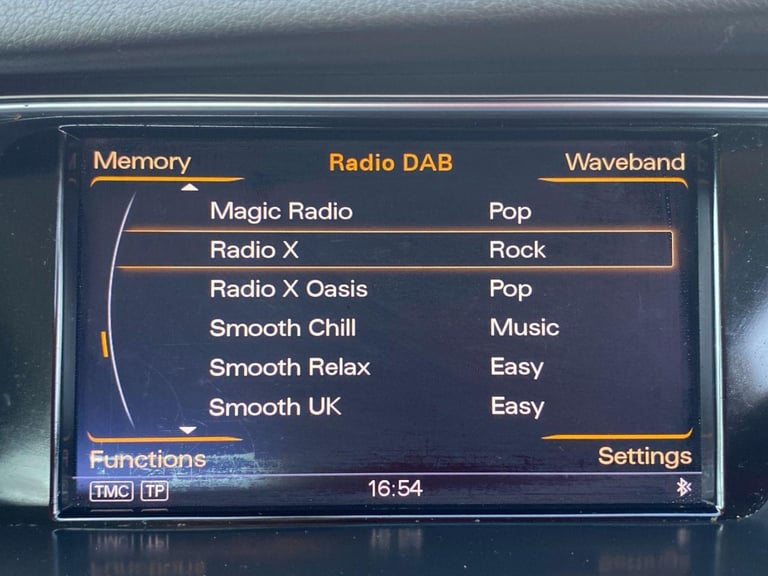 Memory Radio DAB Waveband
Magic Radio Pop
Radio X Rock
Radio X Oasis Pop
Smooth Chill Music
Smooth Relax Easy
Smooth UK Easy
Functions Settings
TMC TP 16:54